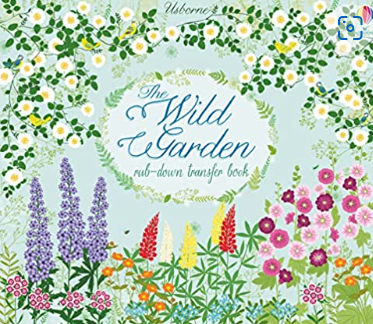 Usborne
The
Wild
Garden
rub-down transfer book